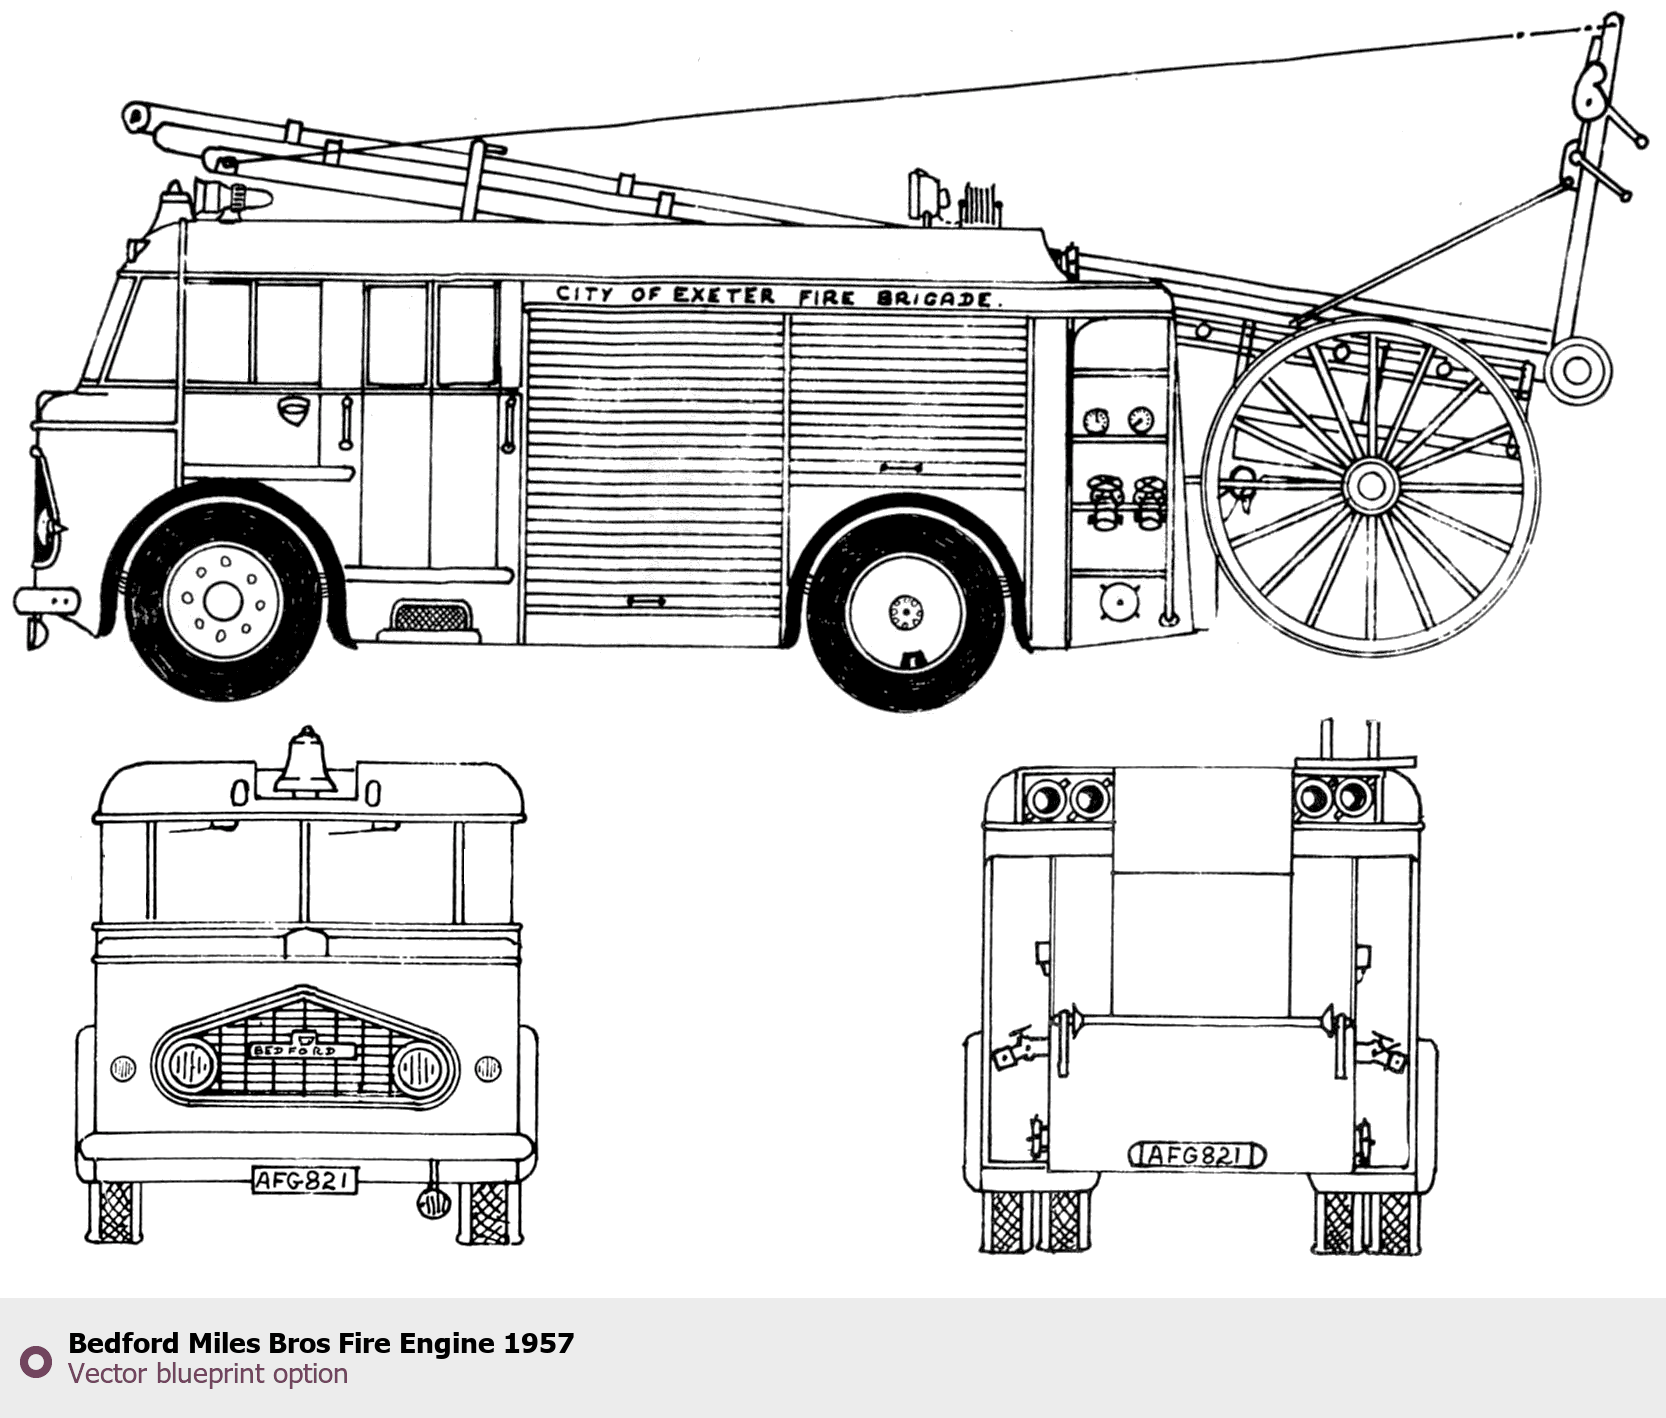 CITY OF EXETER FIRE BRIGADE.
BEDFORD
AFG821
AFG821
Bedford Miles Bros Fire Engine 1957
Vector blueprint option